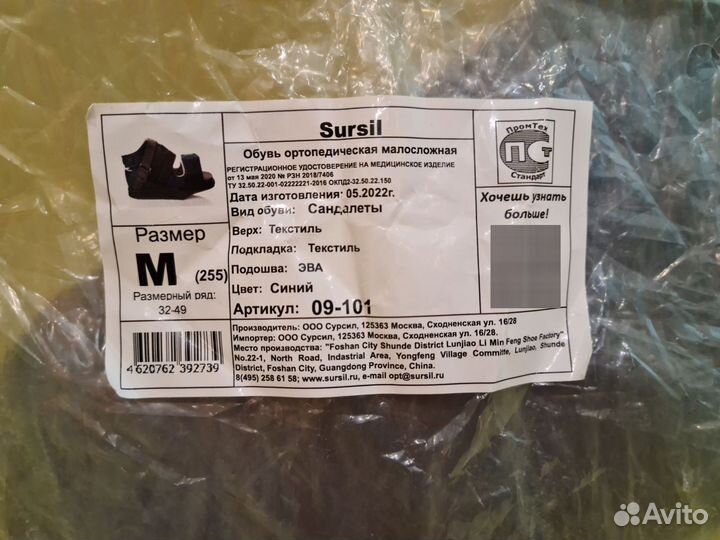 Sursil
Обувь ортопедическая малосложная
РЕГИСТРАЦИОННОЕ УДОСТОВЕРЕНИЕ НА МЕДИЦИНСКОЕ ИЗДЕЛИЕ
от 13 мая 2020 № РЗН 2018/7406
ТУ 32.50.22-001-02222221-2016 ОКПД2-32.50.22.150
Дата изготовления :05.2022г.
Вид обуви: Сандалеты
Верх: Текстиль
Подкладка: Текстиль
Подошва: ЭВА
Цвет: Синий
Артикул: 09-101
Размер
M (255)
Размерный ряд:
32-49
ПромТех
ПСт
Стандарт
Хочешь узнать
больше!
4620762 392739
Производитель: ООО Сурсил, 125363 Москва, Сходненская ул. 16/28
Импортер: ООО Сурсил, 125363 Москва, Сходненская ул. 16/28.
Место производства: "Foshan City Shunde District Lunjiao Li Min Feng Shoe Factory"
No.22-1, North Road, Indastrial Area, Yongfeng Village Committe, Lunjiao, Shunde
District, Foshan City, Guangdong Province, China.
8(495) 258 61 58; www.sursil.ru, e-mail opt@sursil.ru
Avito